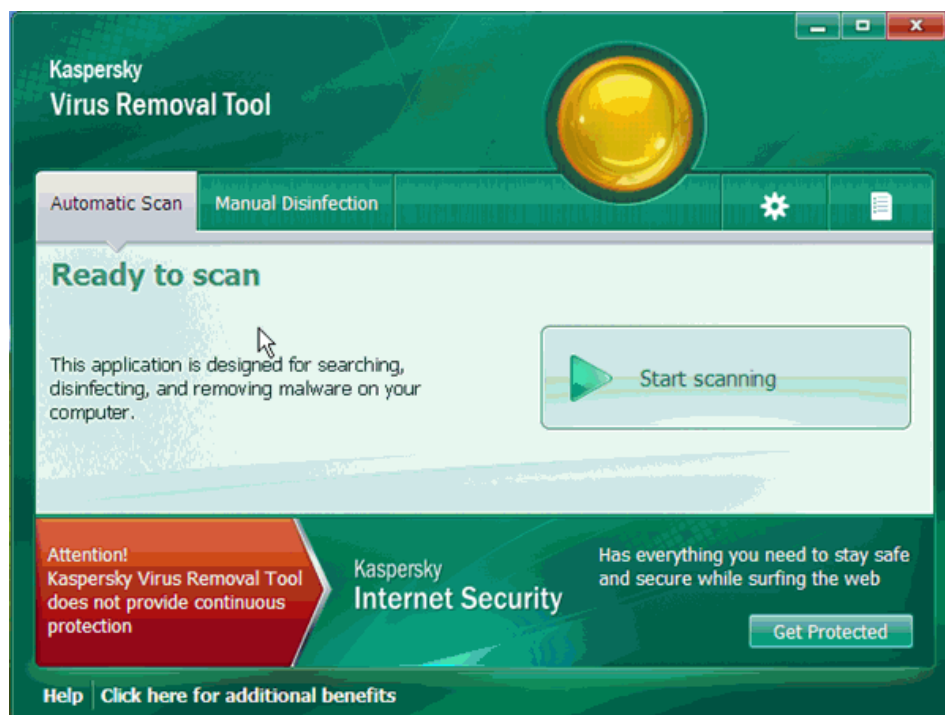 Kaspersky
Virus Removal Tool
Automatic Scan
Manual Disinfection
Ready to scan
This application is designed for searching,
disinfecting, and removing malware on your
computer.
Start scanning
Attention!
Kaspersky Virus Removal Tool
does not provide continuous
protection
Kaspersky
Internet Security
Has everything you need to stay safe
and secure while surfing the web
Get Protected
Help
Click here for additional benefits